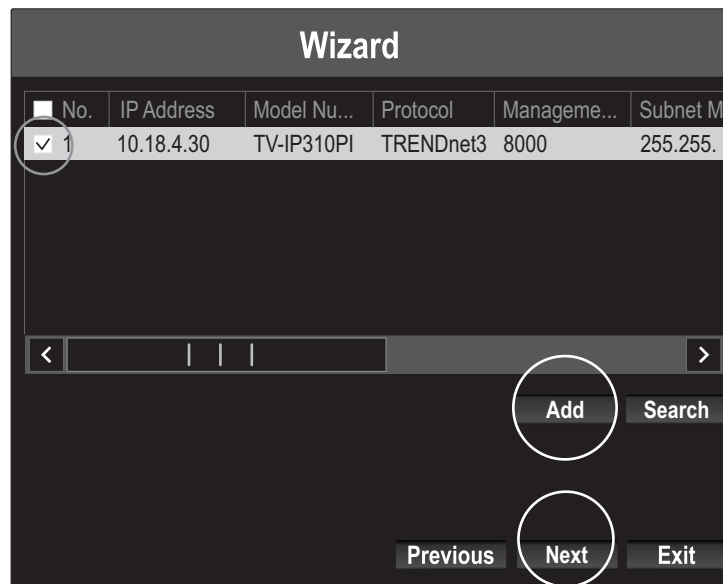 Wizard
No. IP Address Model Nu... Protocol Manageme... Subnet M
1 10.18.4.30 TV-IP310PI TRENDnet3 8000 255.255.
Add Search
Previous Next Exit